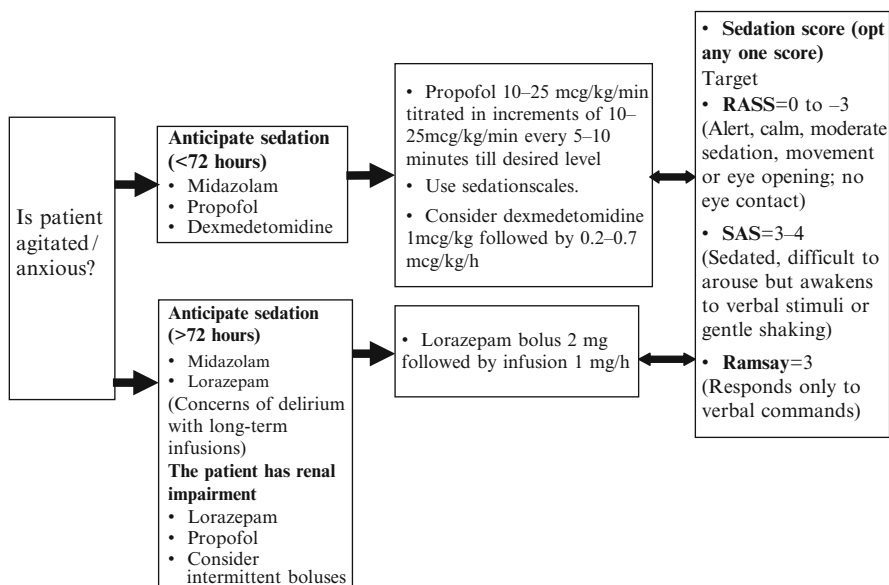 Is patient
agitated /
anxious?
Anticipate sedation
(<72 hours)
• Midazolam
• Propofol
• Dexmedetomidine
• Propofol 10–25 mcg/kg/min
titrated in increments of 10–
25mcg/kg/min every 5–10
minutes till desired level
• Use sedationscales.
• Consider dexmedetomidine
1mcg/kg followed by 0.2–0.7
mcg/kg/h
Anticipate sedation
(>72 hours)
• Midazolam
• Lorazepam
(Concerns of delirium
with long-term
infusions)
The patient has renal
impairment
• Lorazepam
• Propofol
• Consider
intermittent boluses
• Lorazepam bolus 2 mg
followed by infusion 1 mg/h
• Sedation score (opt
any one score)
Target
• RASS=0 to –3
(Alert, calm, moderate
sedation, movement
or eye opening; no
eye contact)
• SAS=3–4
(Sedated, difficult to
arouse but awakens
to verbal stimuli or
gentle shaking)
• Ramsay=3
(Responds only to
verbal commands)